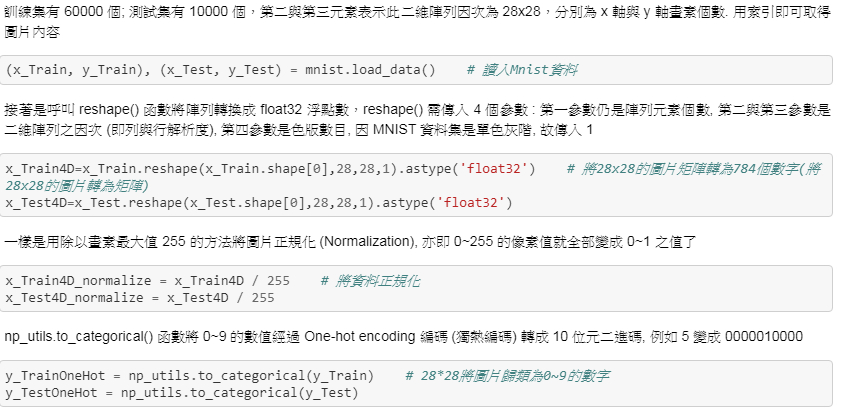 訓練集有 60000 個; 測試集有 10000 個，第二與第三元素表示此二維陣列因次為 28x28，分別為 x 軸與 y 軸畫素個數. 用索引即可取得
圖片內容
(x_Train, y_Train), (x_Test, y_Test) = mnist.load_data()    # 讀入Mnist資料
接著是呼叫 reshape() 函數將陣列轉換成 float32 浮點數，reshape() 需傳入 4 個參數 : 第一參數仍是陣列元素個數, 第二與第三參數是
二維陣列之因次 (即列與行解析度), 第四參數是色版數目, 因 MNIST 資料集是單色灰階, 故傳入 1
x_Train4D=x_Train.reshape(x_Train.shape[0],28,28,1).astype('float32')    # 將28x28的圖片矩陣轉為784個數字(將
28x28的圖片轉為矩陣)
x_Test4D=x_Test.reshape(x_Test.shape[0],28,28,1).astype('float32')
一樣是用除以畫素最大值 255 的方法將圖片正規化 (Normalization), 亦即 0~255 的像素值就全部變成 0~1 之值了
x_Train4D_normalize = x_Train4D / 255    # 將資料正規化
x_Test4D_normalize = x_Test4D / 255
np_utils.to_categorical() 函數將 0~9 的數值經過 One-hot encoding 編碼 (獨熱編碼) 轉成 10 位元二進碼, 例如 5 變成 0000010000
y_TrainOneHot = np_utils.to_categorical(y_Train)    # 28*28將圖片歸類為0~9的數字
y_TestOneHot = np_utils.to_categorical(y_Test)